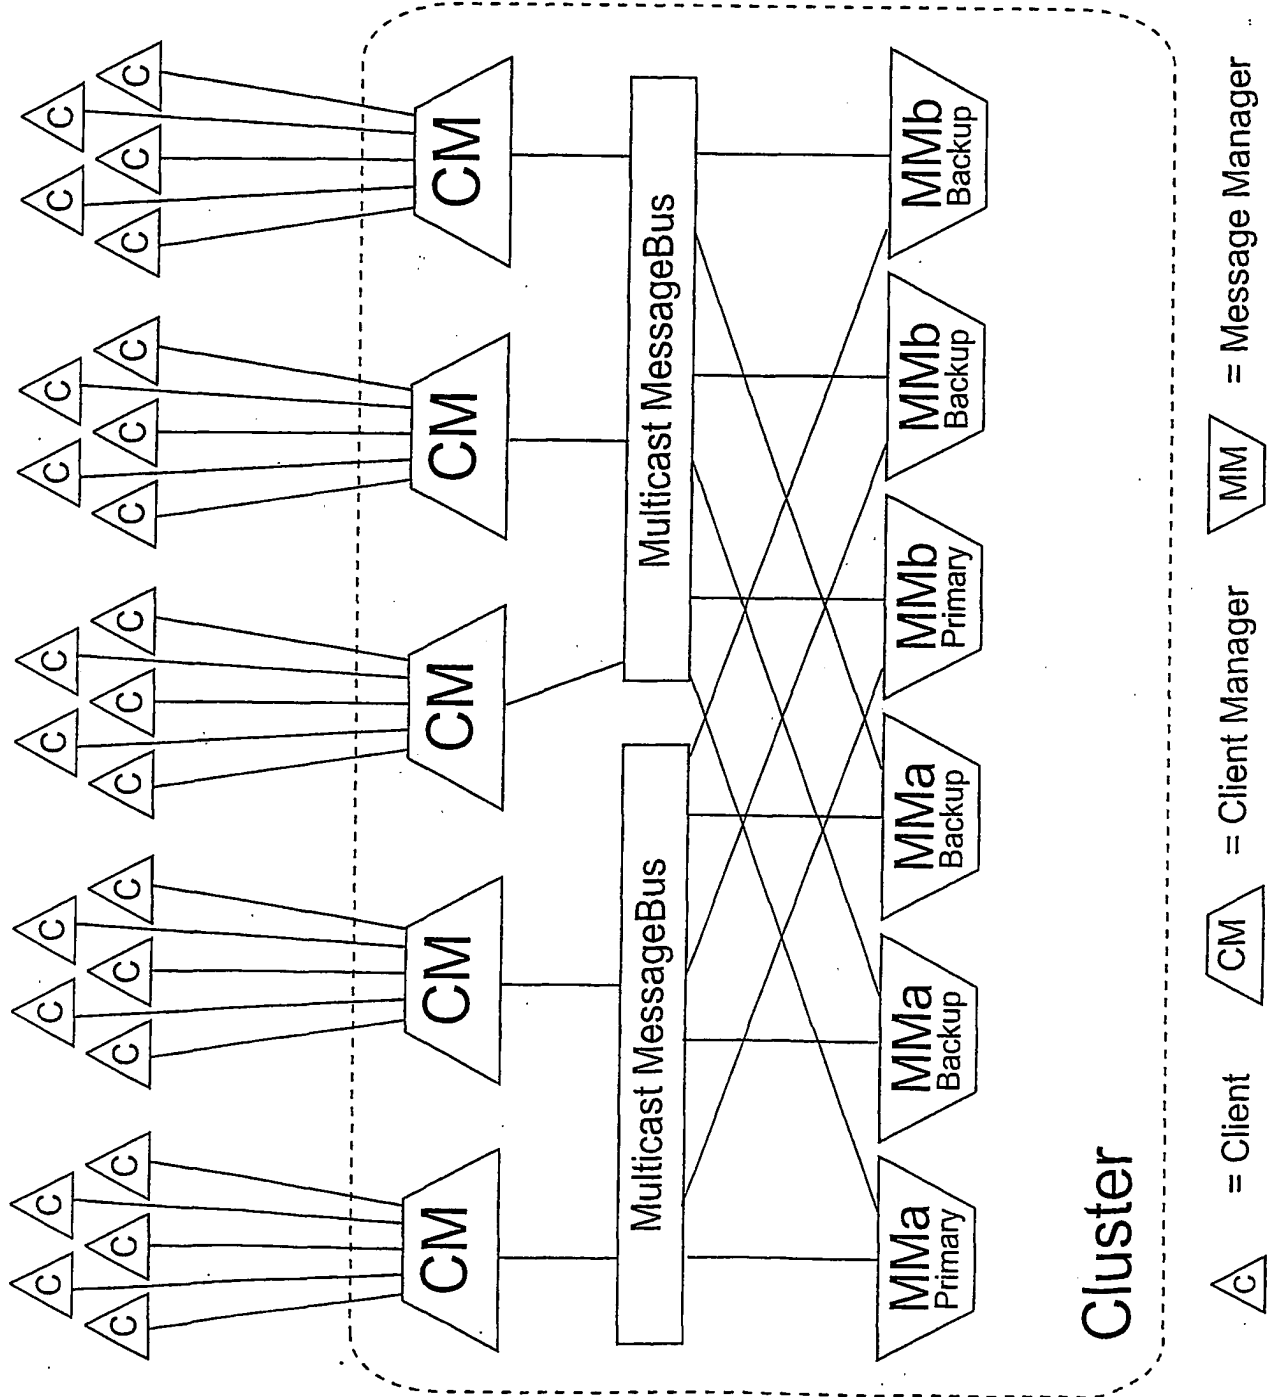 C C C C C C C C C C
C C C C C C C C C C C C C C C
CM CM CM CM CM
Multicast MessageBus
Multicast MessageBus
MMa
Primary
MMa
Backup
MMa
Backup
MMb
Primary
MMb
Backup
MMb
Backup
Cluster
C = Client
CM = Client Manager
MM = Message Manager